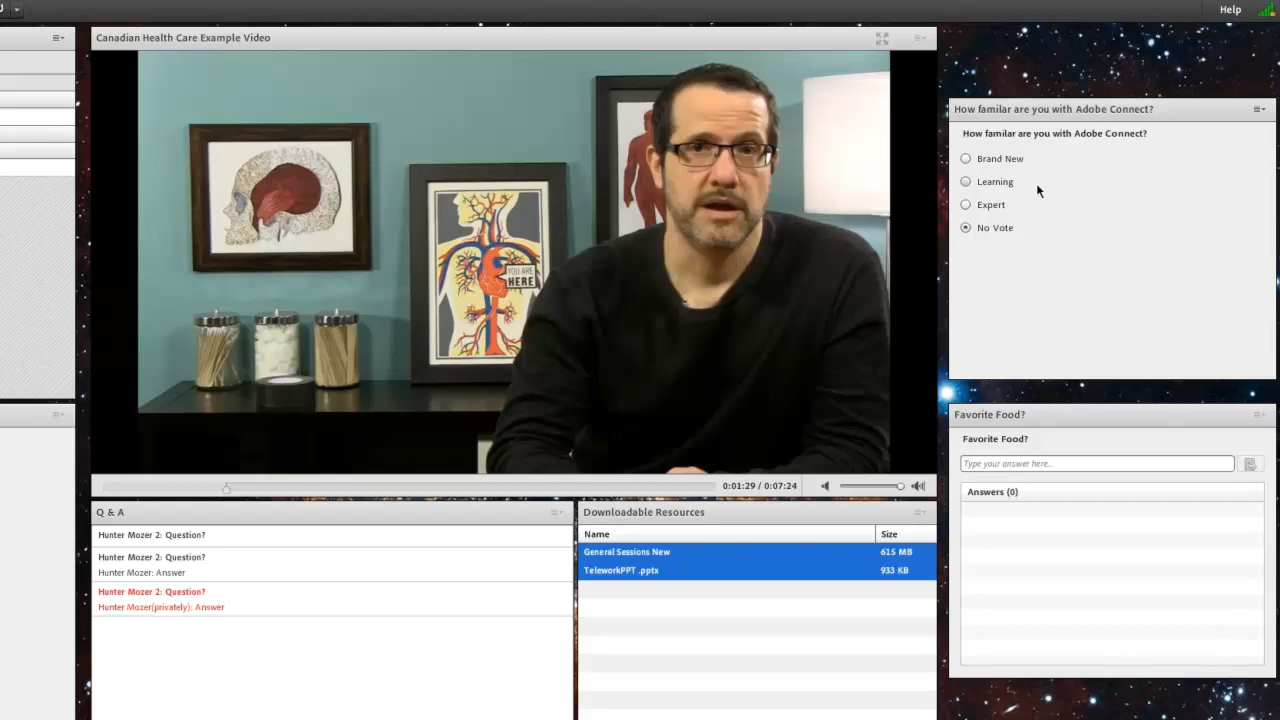 Help
Canadian Health Care Example Video
YOU ARE
HERE
0:01:29 / 0:07:24
How familar are you with Adobe Connect?
How familar are you with Adobe Connect?
Brand New
Learning
Expert
No Vote
Favorite Food?
Favorite Food?
Type your answer here...
Answers (0)
Q & A
Hunter Mozer 2: Question?
Hunter Mozer 2: Question?
Hunter Mozer: Answer
Hunter Mozer 2: Question?
Hunter Mozer(privately): Answer
Downloadable Resources
Name Size
General Sessions New 615 MB
TeleworkPPT .pptx 933 KB